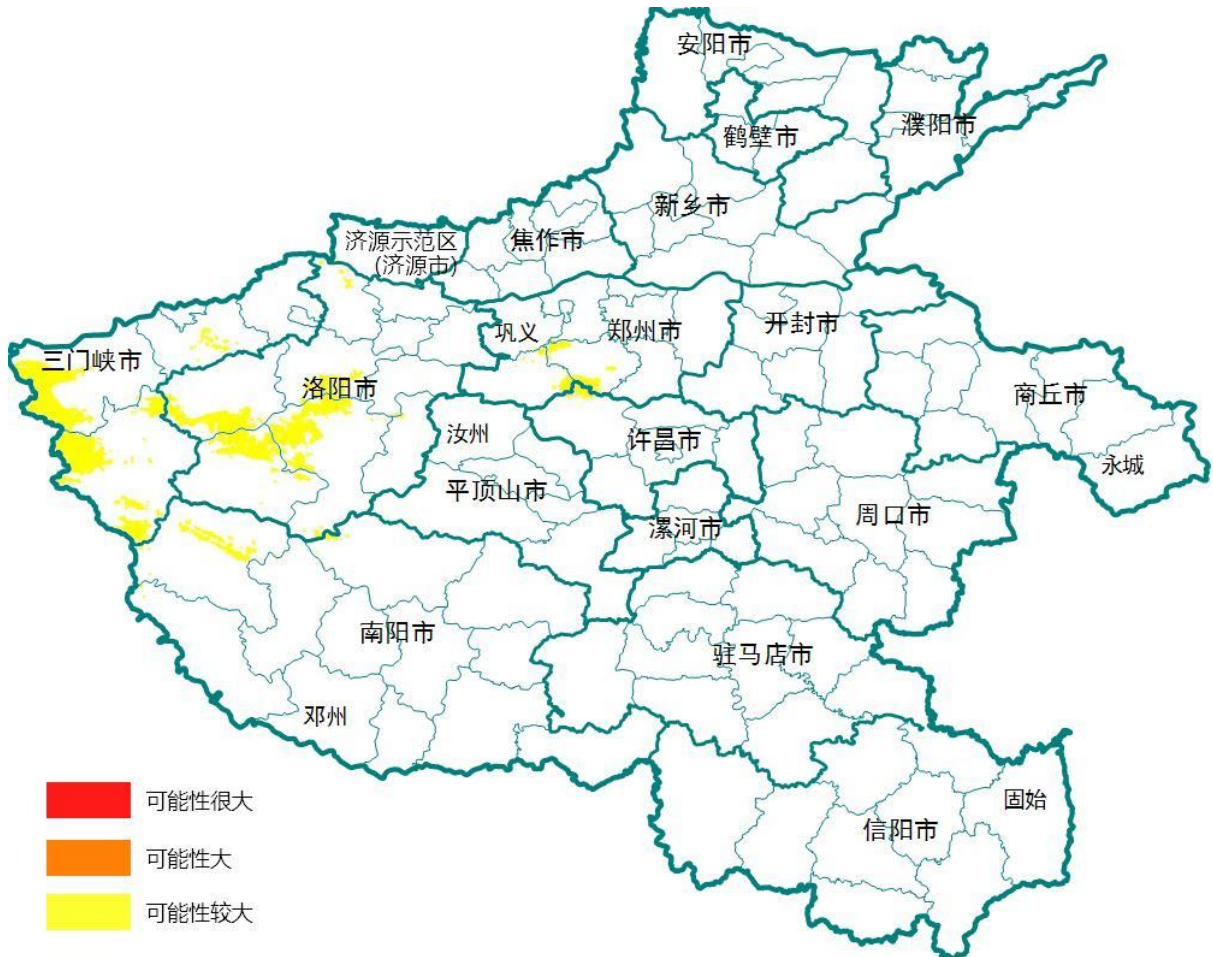 安阳市
濮阳市
鹤壁市
新乡市
济源示范区
(济源市)
焦作市
巩义
郑州市
开封市
三门峡市
洛阳市
商丘市
汝州
许昌市
永城
平顶山市
周口市
漯河市
南阳市
驻马店市
邓州
固始
信阳市
可能性很大
可能性大
可能性较大